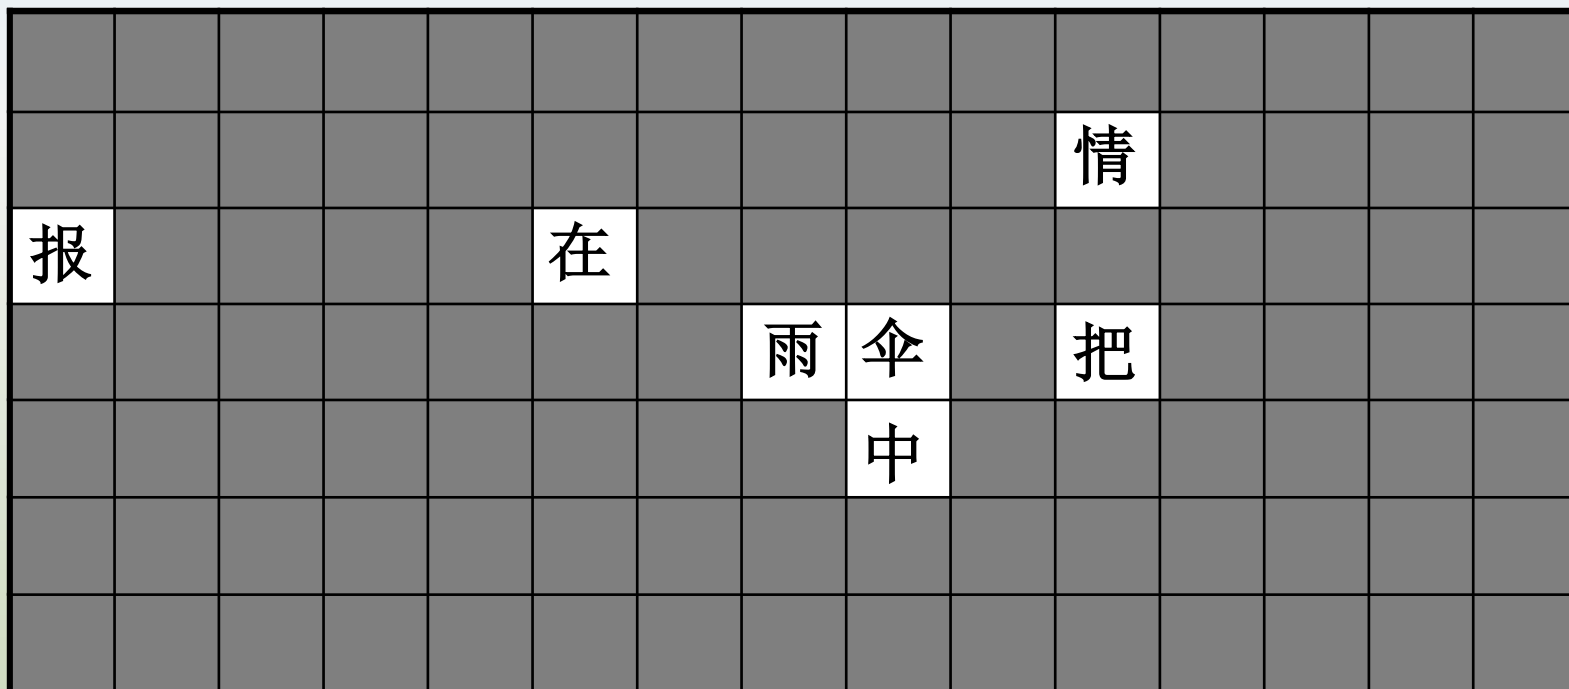 情
报 在
雨 伞 把
中